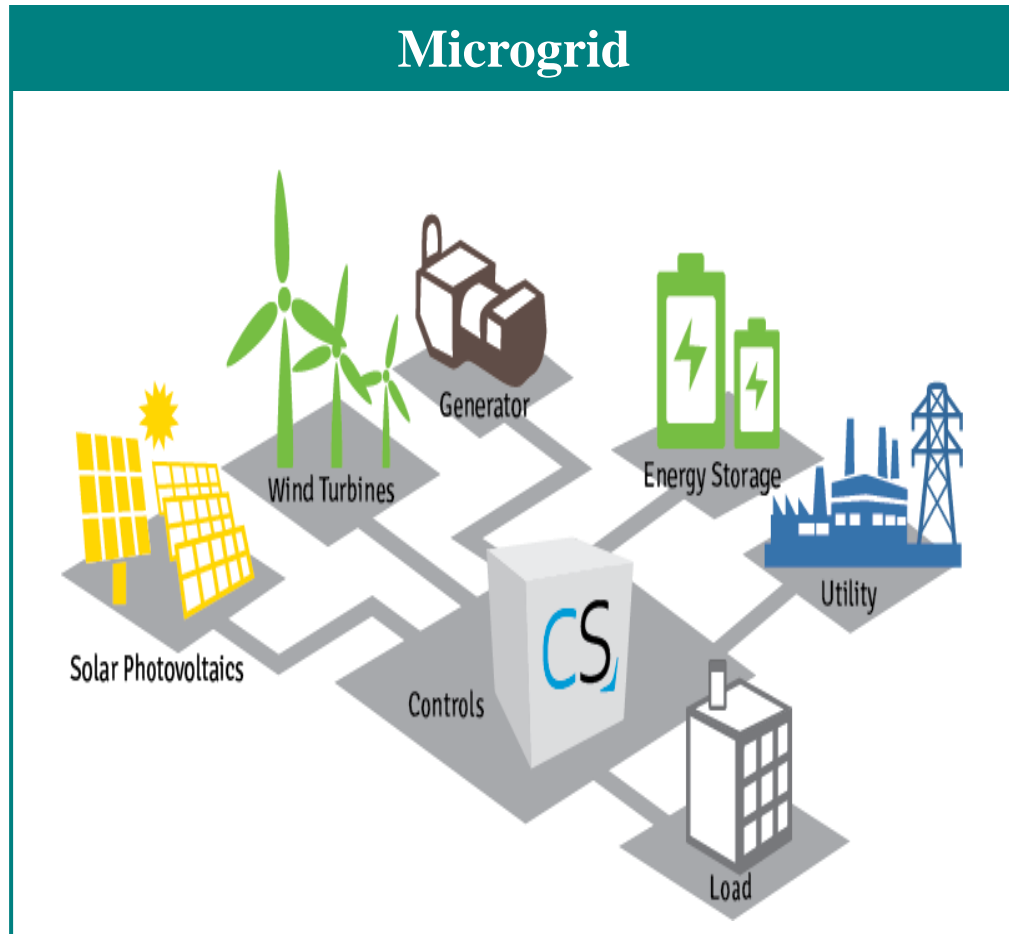 Microgrid
Generator
Energy Storage
Wind Turbines
Utility
Solar Photovoltaics
CS
Controls
Load